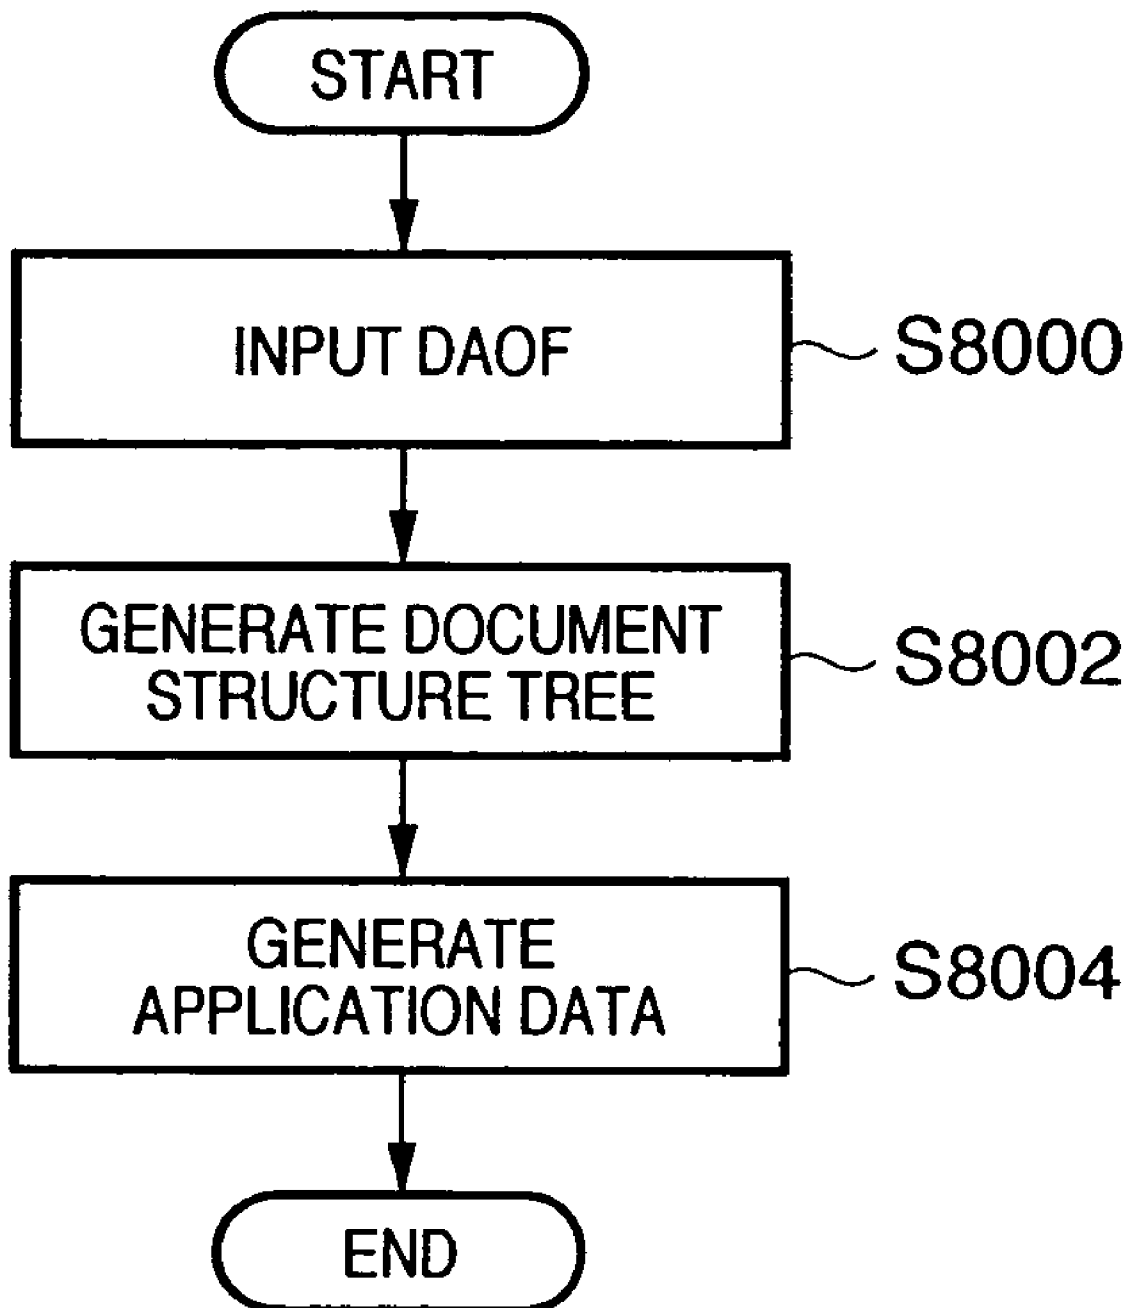 START
INPUT DAOF
S8000
GENERATE DOCUMENT
STRUCTURE TREE
S8002
GENERATE
APPLICATION DATA
S8004
END